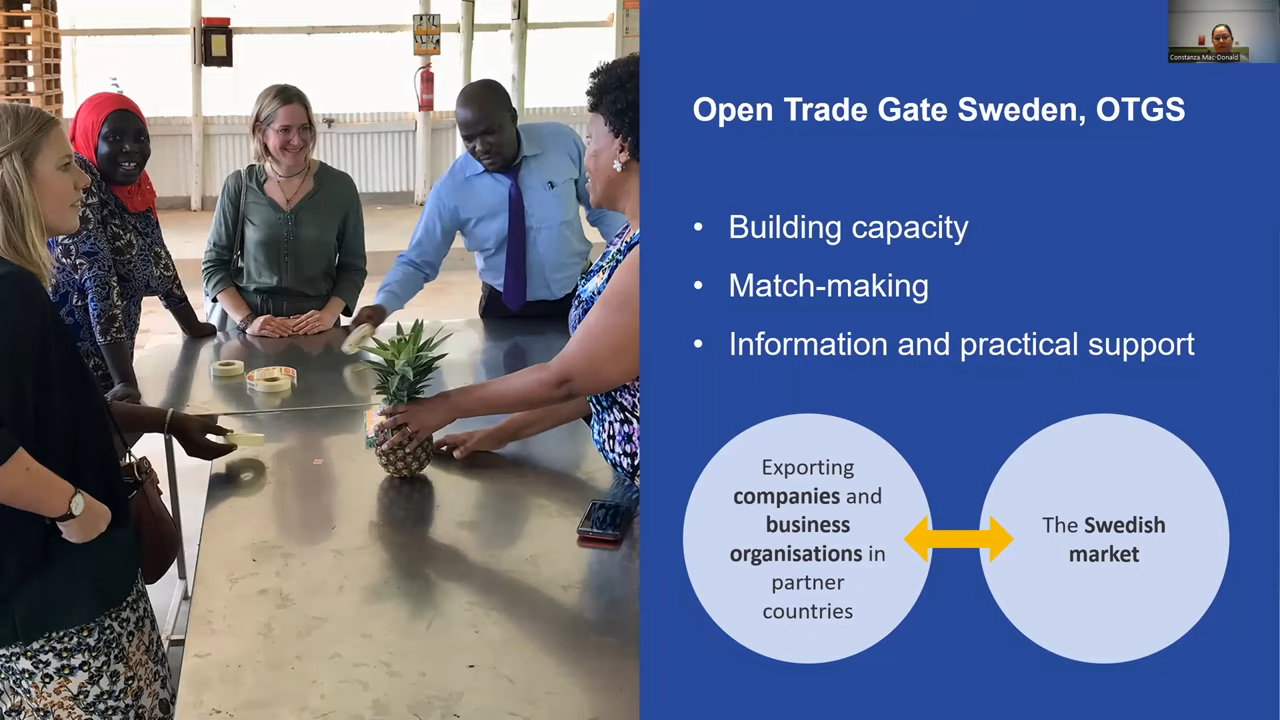 Constanza Mac-Donald
Open Trade Gate Sweden, OTGS
• Building capacity
• Match-making
• Information and practical support
Exporting
companies and
business
organisations in
partner
countries
The Swedish
market